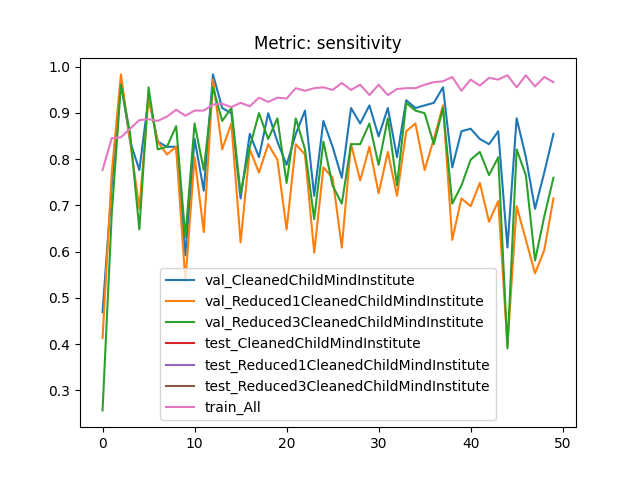 Metric: sensitivity
1.0
0.9
0.8
0.7
0.6
0.5
0.4
0.3
val_CleanedChildMindInstitute
val_Reduced1CleanedChildMindInstitute
val_Reduced3CleanedChildMindInstitute
test_CleanedChildMindInstitute
test_Reduced1CleanedChildMindInstitute
test_Reduced3CleanedChildMindInstitute
train_All
0 10 20 30 40 50